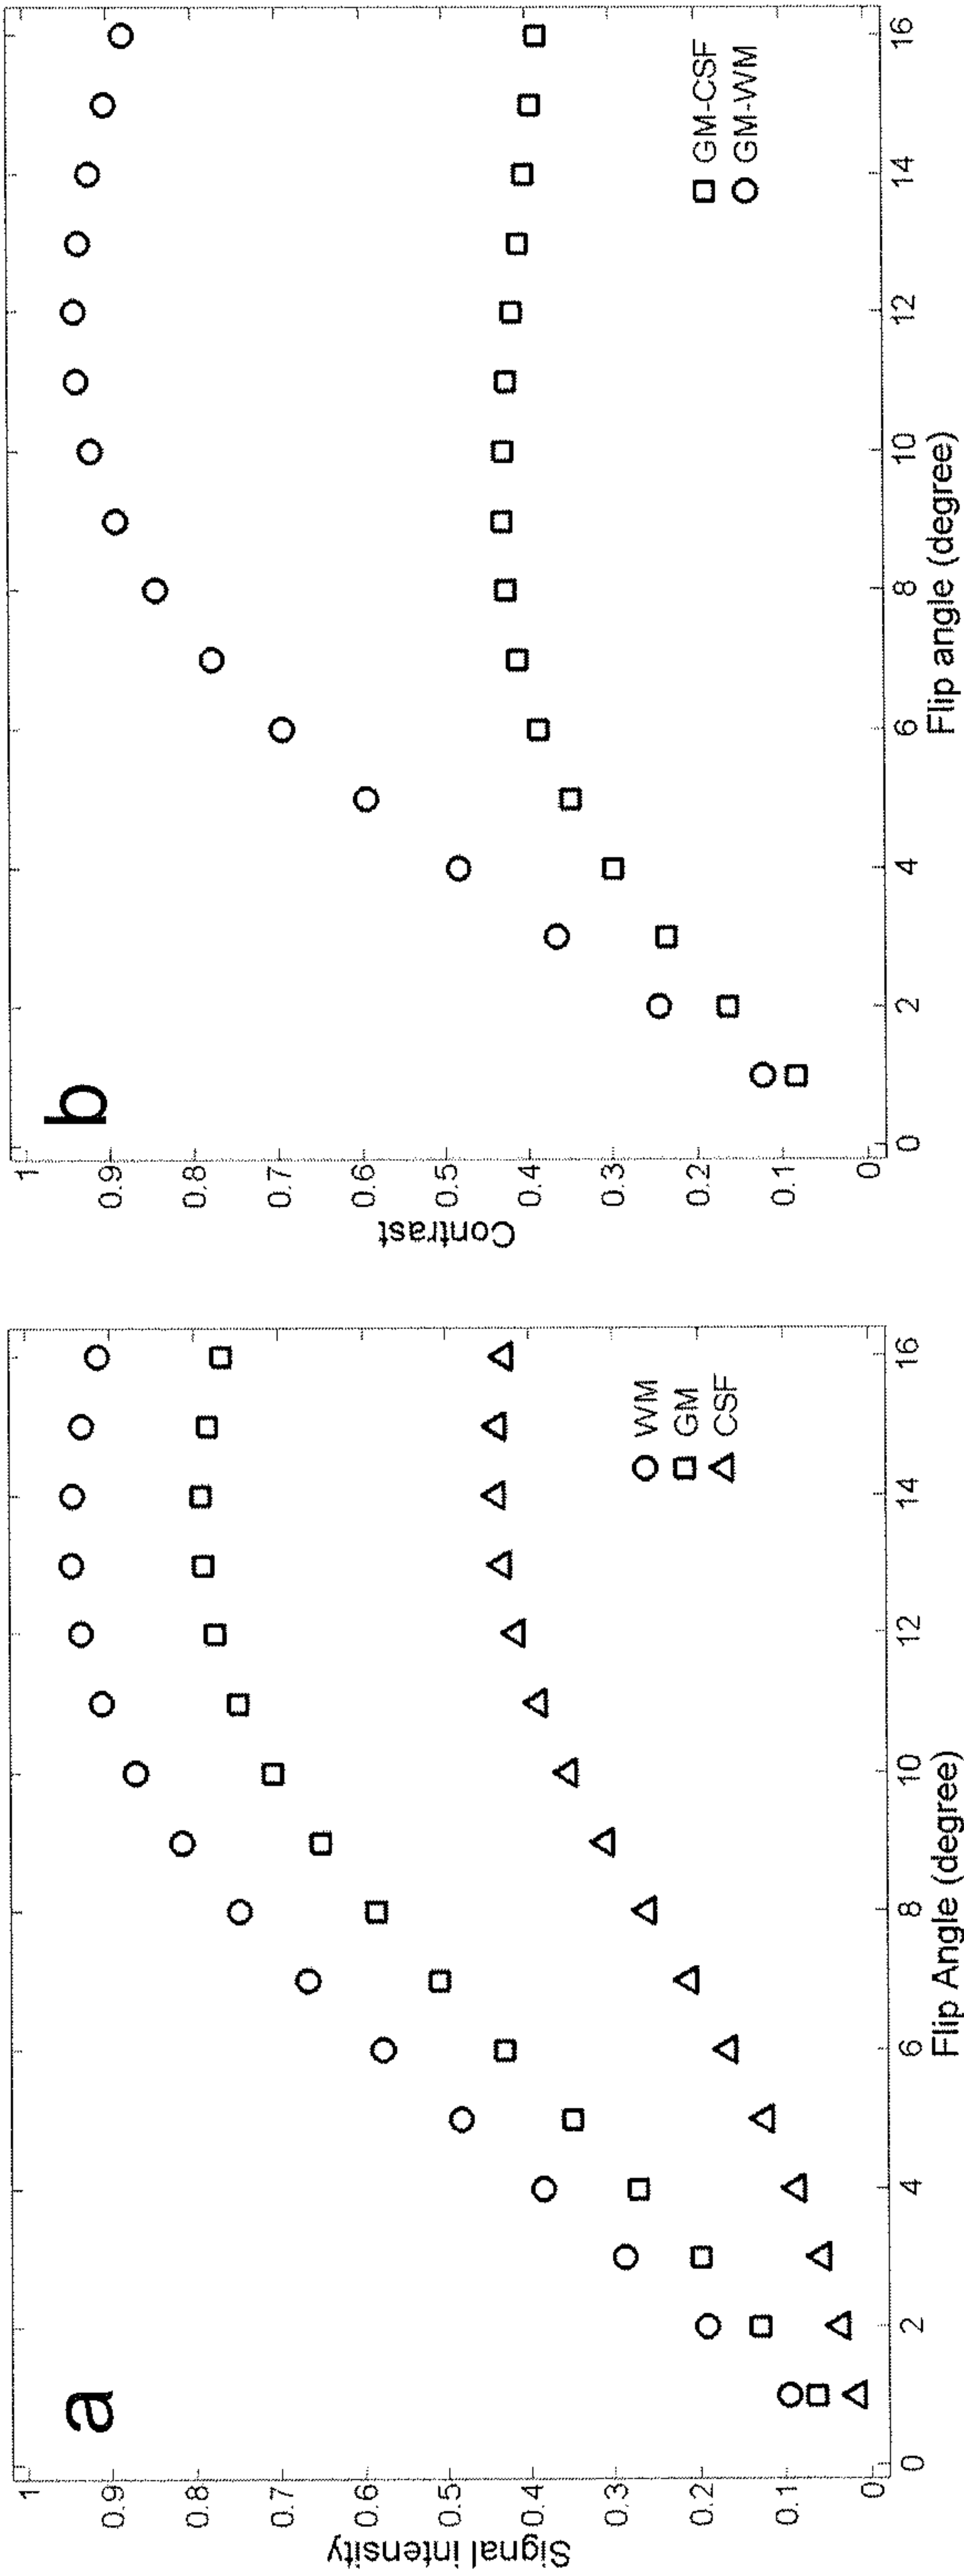 a
Signal intensity
1
0.9
0.8
0.7
0.6
0.5
0.4
0.3
0.2
0.1
0
0 2 4 6 8 10 12 14 16
Flip Angle (degree)
WM
GM
CSF
b
Contrast
1
0.9
0.8
0.7
0.6
0.5
0.4
0.3
0.2
0.1
0
0 2 4 6 8 10 12 14 16
Flip angle (degree)
GM-CSF
GM-WM